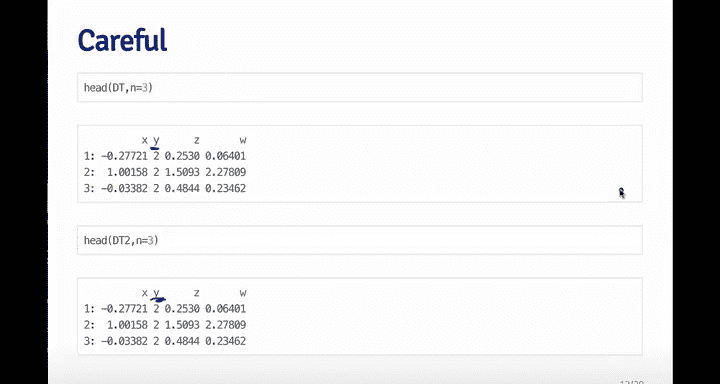 Careful
head(DT,n=3)
x y z w
1: -0.27721 2 0.2530 0.06401
2: 1.00158 2 1.5093 2.27809
3: -0.03382 2 0.4844 0.23462
head(DT2,n=3)
x y z w
1: -0.27721 2 0.2530 0.06401
2: 1.00158 2 1.5093 2.27809
3: -0.03382 2 0.4844 0.23462